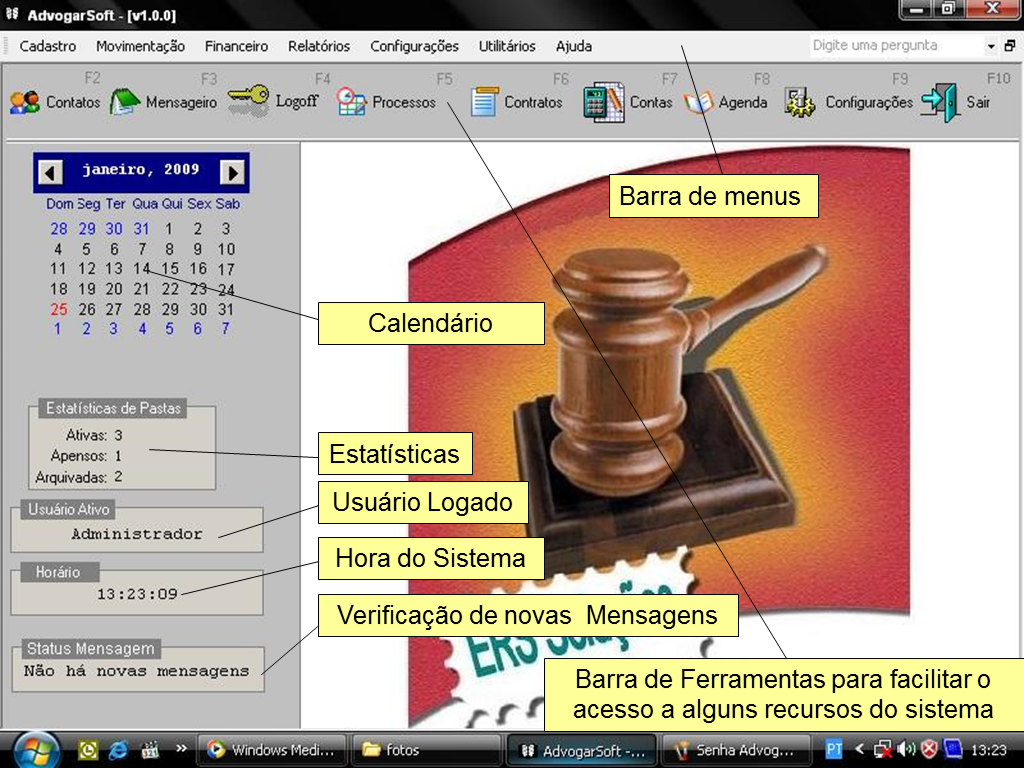 AdvogarSoft - [v1.0.0]
Cadastro Movimentação Financeiro Relatórios Configurações Utilitários Ajuda Digite uma pergunta
F2 F3 F4 F5 F6 F7 F8 F9 F10
Contatos Mensageiro Logoff Processos Contratos Contas Agenda Configurações Sair
janeiro, 2009
Dom Seg Ter Qua Qui Sex Sab
28 29 30 31 1 2 3
4 5 6 7 8 9 10
11 12 13 14 15 16 17
18 19 20 21 22 23 24
25 26 27 28 29 30 31
1 2 3 4 5 6 7
Barra de menus
Calendário
Estatísticas de Pastas
Ativas: 3
Apensos: 1
Arquivadas: 2
Estatísticas
Usuário Ativo
Administrador
Usuário Logado
Horário
13:23:09
Hora do Sistema
Status Mensagem
Não há novas mensagens
Verificação de novas Mensagens
ERS Soluções
Barra de Ferramentas para facilitar o
acesso a alguns recursos do sistema
Windows Medi... fotos AdvogarSoft -... Senha Advog... PT 13:23